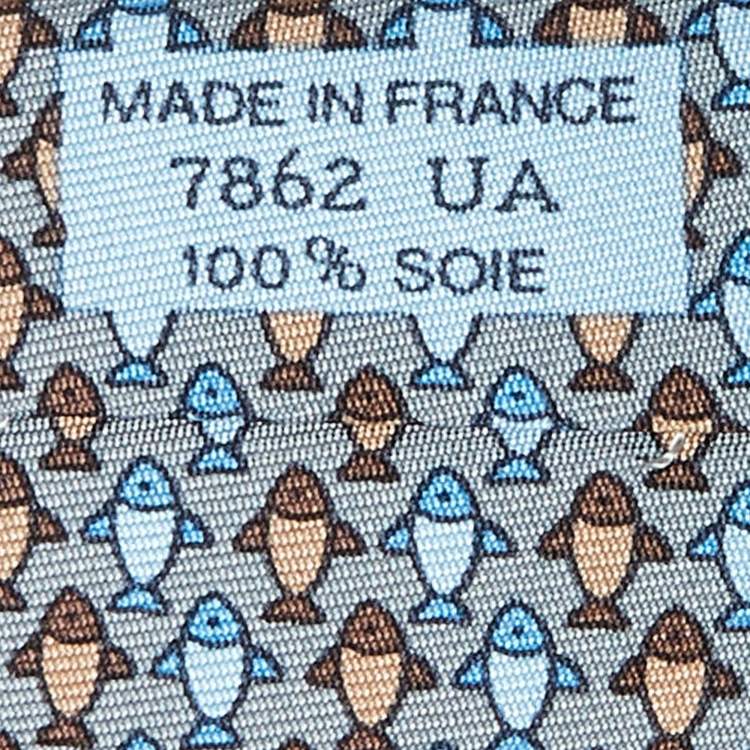 MADE IN FRANCE
7862 UA
100% SOIE